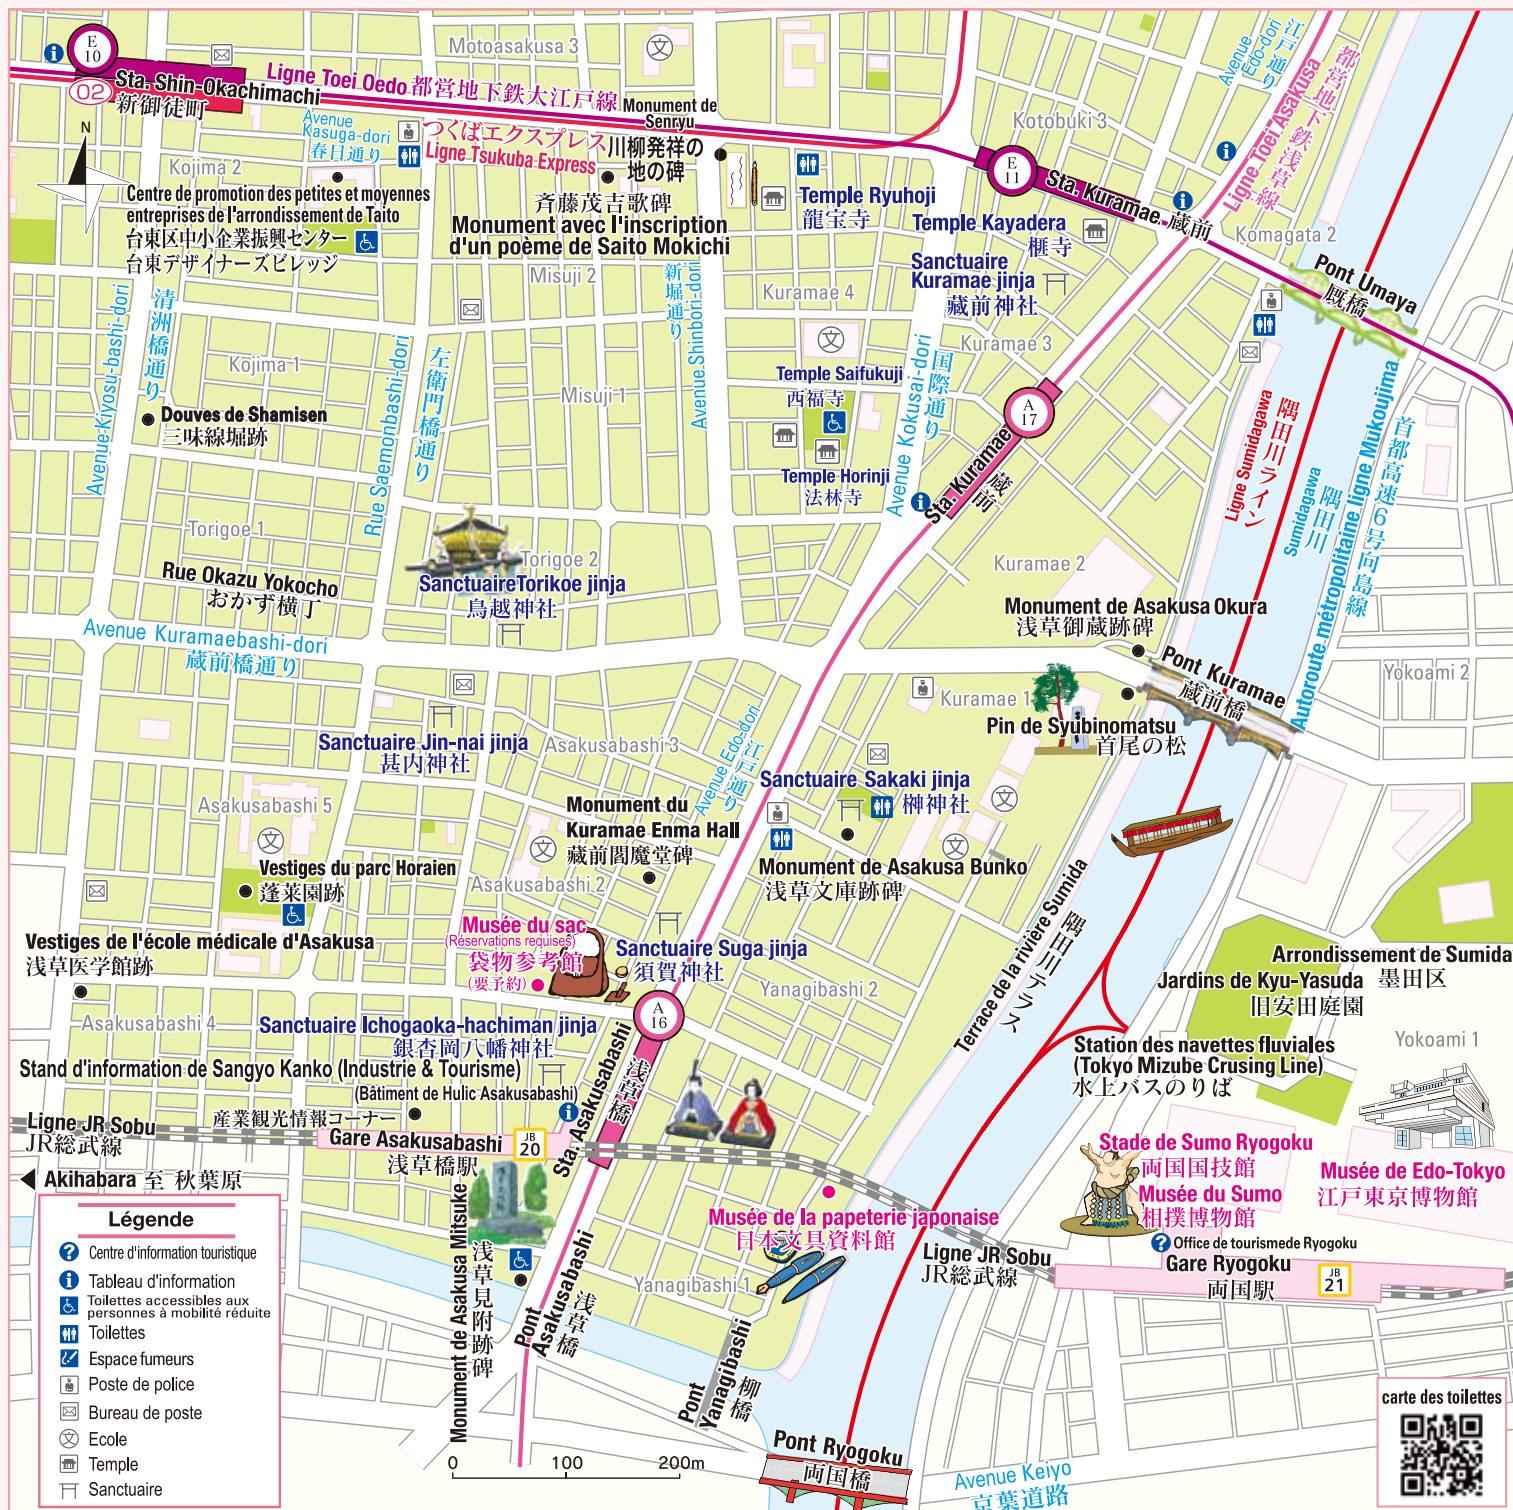 E
10
02
Sta. Shin-Okachimachi
新御徒町
Ligne Toei Oedo 都営地下鉄大江戸線
Motoasakusa 3
文
Avenue
Kasuga-dori
春日通り
つくばエクスプレス
Ligne Tsukuba Express
Monument de
Senryu
川柳発祥の
地の碑
Kotobuki 3
Avenue
Edo-dori
江戸通り
Ligne Toei Asakusa
都営地下鉄浅草線
E
11
Sta. Kuramae
蔵前
N
Kojima 2
Centre de promotion des petites et moyennes
entreprises de l'arrondissement de Taito
台東区中小企業振興センター
台東デザイナーズビレッジ
斉藤茂吉歌碑
Monument avec l'inscription
d'un poème de Saito Mokichi
Temple Ryuhoji
龍宝寺
Temple Kayadera
榧寺
Sanctuaire
Kuramae jinja
蔵前神社
Komagata 2
Pont Umaya
厩橋
Misuji 2
新堀通り
Avenue Shinbori-dori
Kuramae 4
文
Kuramae 3
清洲橋通り
Avenue Kiyosu-bashi-dori
Kojima 1
Rue Saemonbashi-dori
左衛門橋通り
Misuji 1
Temple Saifukuji
西福寺
国際通り
Avenue Kokusai-dori
A
17
Sta. Kuramae
蔵前
Douves de Shamisen
三味線堀跡
Temple Horinji
法林寺
Ligne Sumidagawa
隅田川ライン
Sumidagawa
隅田川
Autoroute métropolitaine ligne Mukoujima
首都高速6号向島線
Torigoe 1
Torigoe 2
Sanctuaire Torikoe jinja
鳥越神社
Rue Okazu Yokocho
おかず横丁
Kuramae 2
Monument de Asakusa Okura
浅草御蔵跡碑
Avenue Kuramaebashi-dori
蔵前橋通り
Pont Kuramae
蔵前橋
Yokoami 2
Kuramae 1
Pin de Syubinomatsu
首尾の松
Sanctuaire Jin-nai jinja
甚内神社
Asakusabashi 3
Avenue Edo-dori
江戸通り
Sanctuaire Sakaki jinja
榊神社
文
Asakusabashi 5
文
Monument du
Kuramae Enma Hall
蔵前閻魔堂碑
文
文
Monument de Asakusa Bunko
浅草文庫跡碑
Vestiges du parc Horaien
蓬莱園跡
Asakusabashi 2
Terrace de la rivière Sumida
隅田川テラス
Vestiges de l'école médicale d'Asakusa
浅草医学館跡
Musée du sac
(Réservations requises)
袋物参考館
(要予約)
Sanctuaire Suga jinja
須賀神社
Yanagibashi 2
Arrondissement de Sumida
墨田区
Jardins de Kyu-Yasuda
旧安田庭園
Asakusabashi 4
A
16
Sanctuaire Ichogaoka-hachiman jinja
銀杏岡八幡神社
Sta. Asakusabashi
浅草橋
Station des navettes fluviales
(Tokyo Mizube Crusing Line)
水上バスのりば
Yokoami 1
Stand d'information de Sangyo Kanko (Industrie & Tourisme)
(Bâtiment de Hulic Asakusabashi)
産業観光情報コーナー
Ligne JR Sobu
JR総武線
Gare Asakusabashi
浅草橋駅
JB
20
Akihabara 至 秋葉原
Stade de Sumo Ryogoku
両国国技館
Musée du Sumo
相撲博物館
Musée de Edo-Tokyo
江戸東京博物館
Musée de la papeterie japonaise
日本文具資料館
Office de tourismede Ryogoku
Ligne JR Sobu
JR総武線
Gare Ryogoku
両国駅
JB
21
Monument de Asakusa Mitsuke
浅草見附跡碑
Pont
Asakusabashi
浅草橋
Yanagibashi 1
Pont
Yanagibashi
柳橋
Pont Ryogoku
両国橋
Avenue Keiyo
京葉道路
0 100 200m
Légende
Centre d'information touristique
Tableau d'information
Toilettes accessibles aux
personnes à mobilité réduite
Toilettes
Espace fumeurs
Poste de police
Bureau de poste
文 Ecole
Temple
Sanctuaire
carte des toilettes